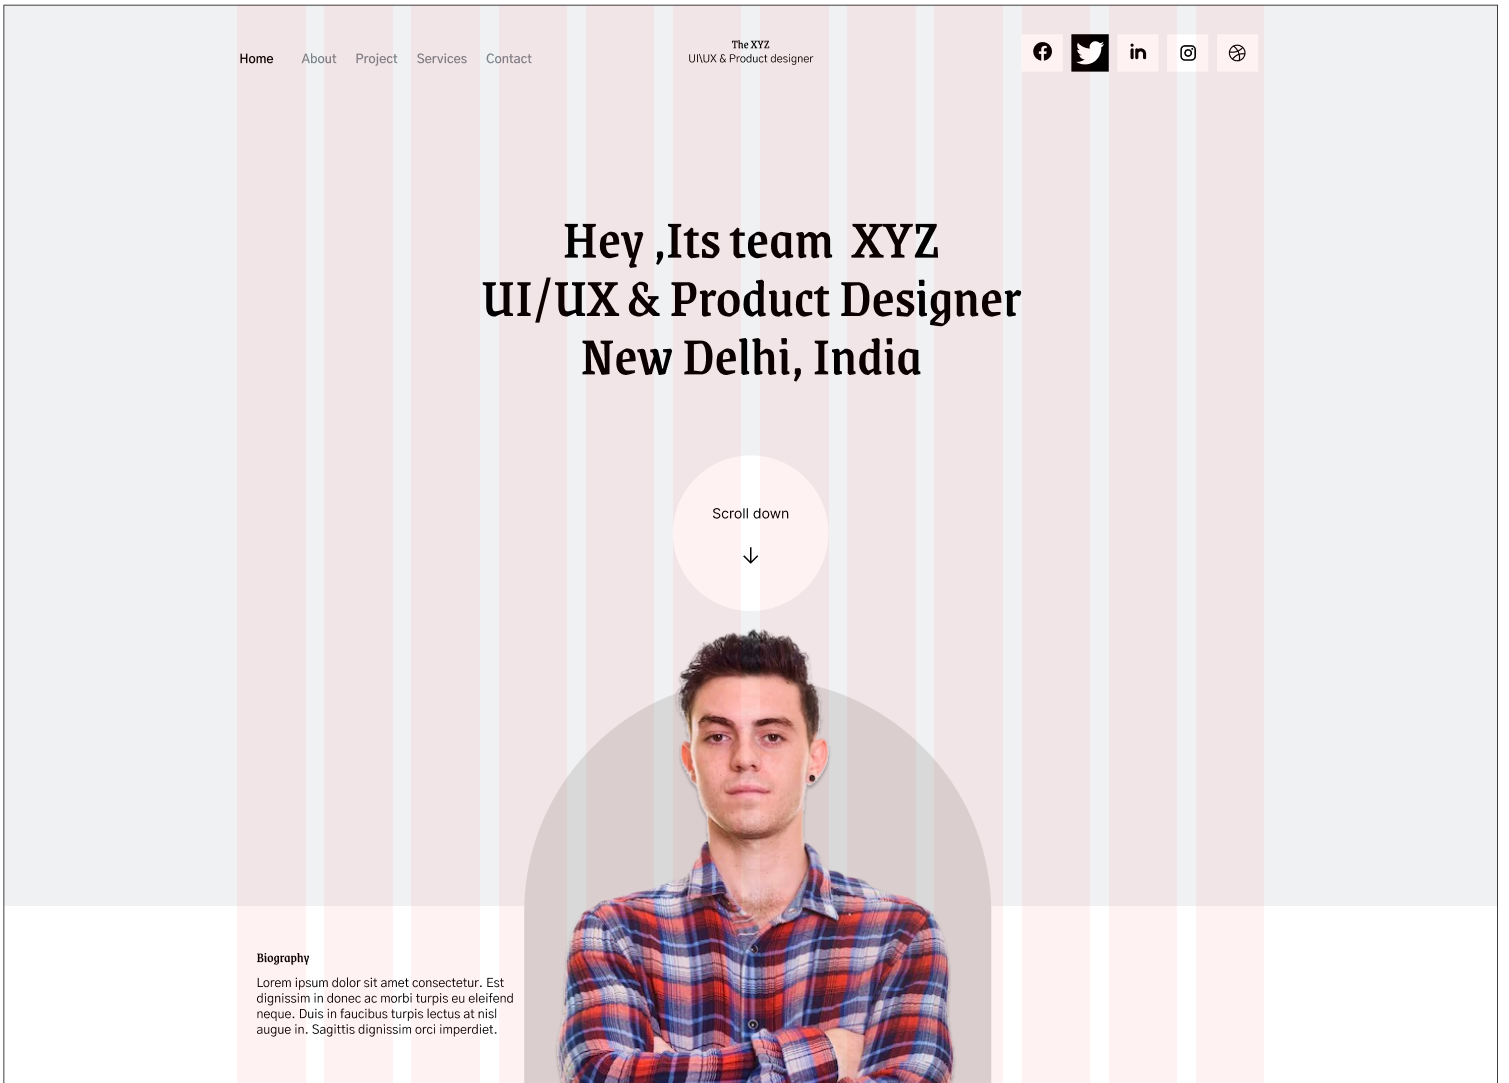 Home About Project Services Contact
The XYZ
UI\UX & Product designer
Hey ,Its team XYZ
UI/UX & Product Designer
New Delhi, India
Scroll down
Biography
Lorem ipsum dolor sit amet consectetur. Est
dignissim in donec ac morbi turpis eu eleifend
neque. Duis in faucibus turpis lectus at nisl
augue in. Sagittis dignissim orci imperdiet.